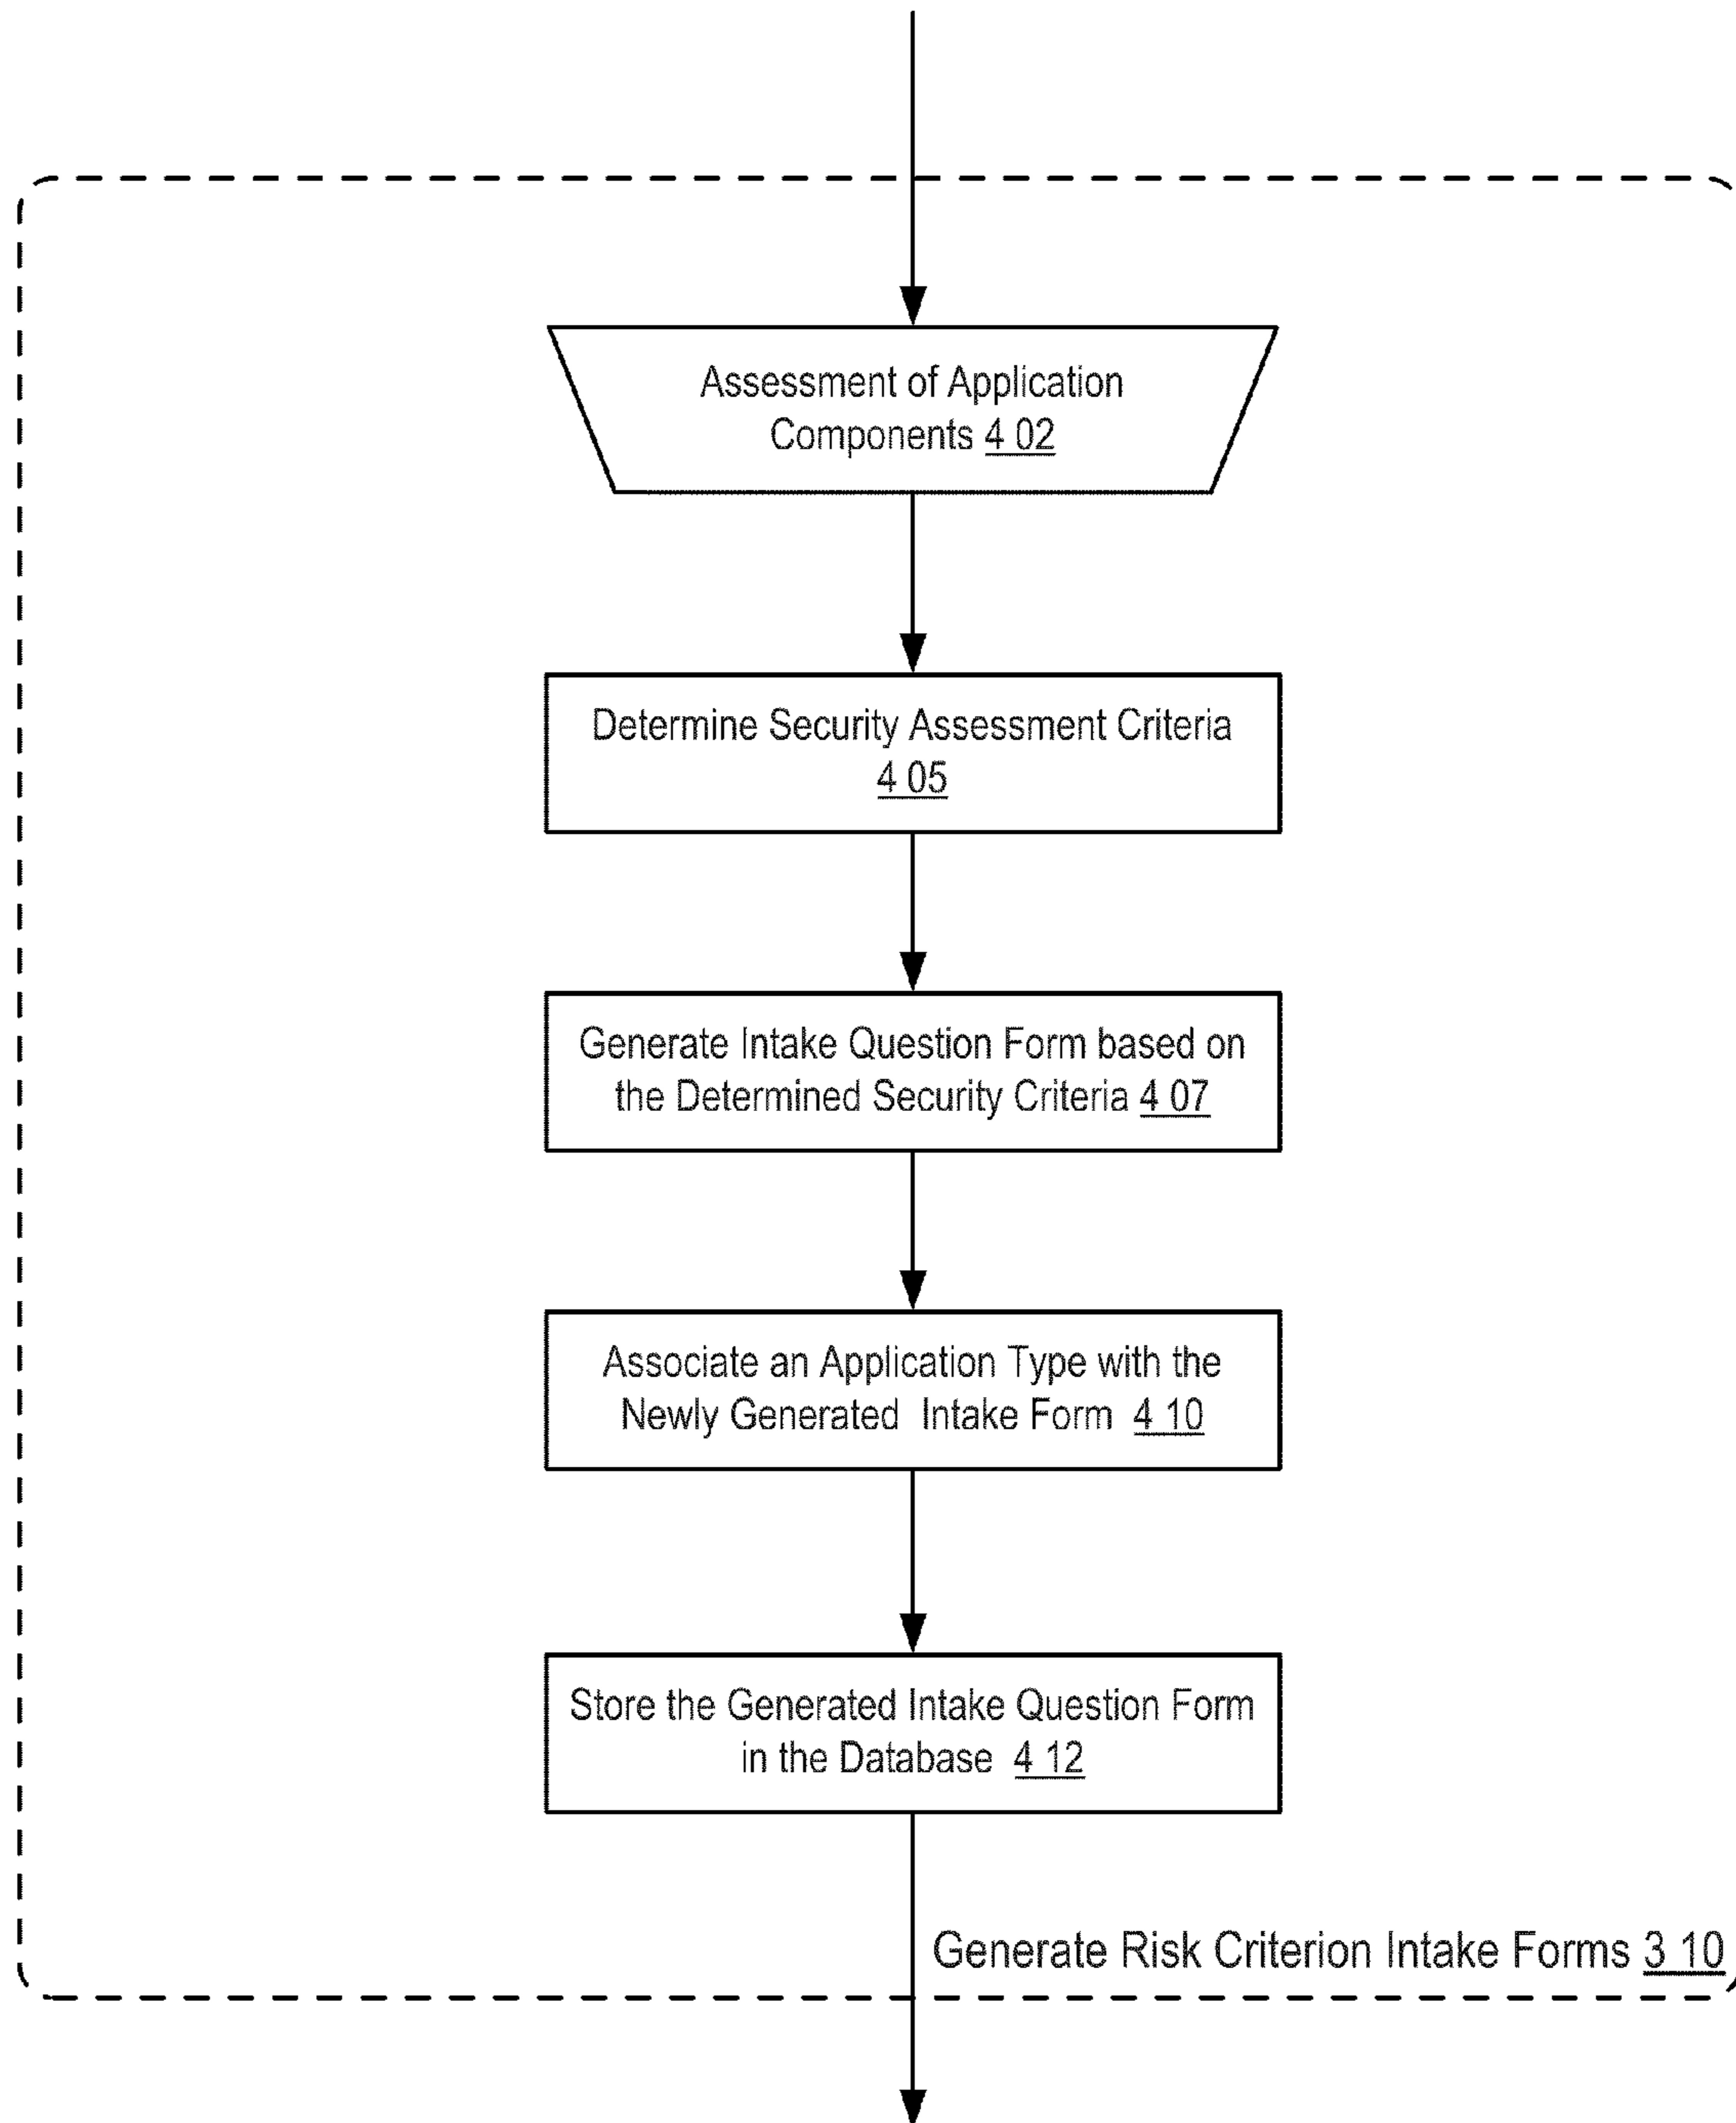 Assessment of Application
Components 4 02
Determine Security Assessment Criteria
4 05
Generate Intake Question Form based on
the Determined Security Criteria 4 07
Associate an Application Type with the
Newly Generated Intake Form 4 10
Store the Generated Intake Question Form
in the Database 4 12
Generate Risk Criterion Intake Forms 3 10